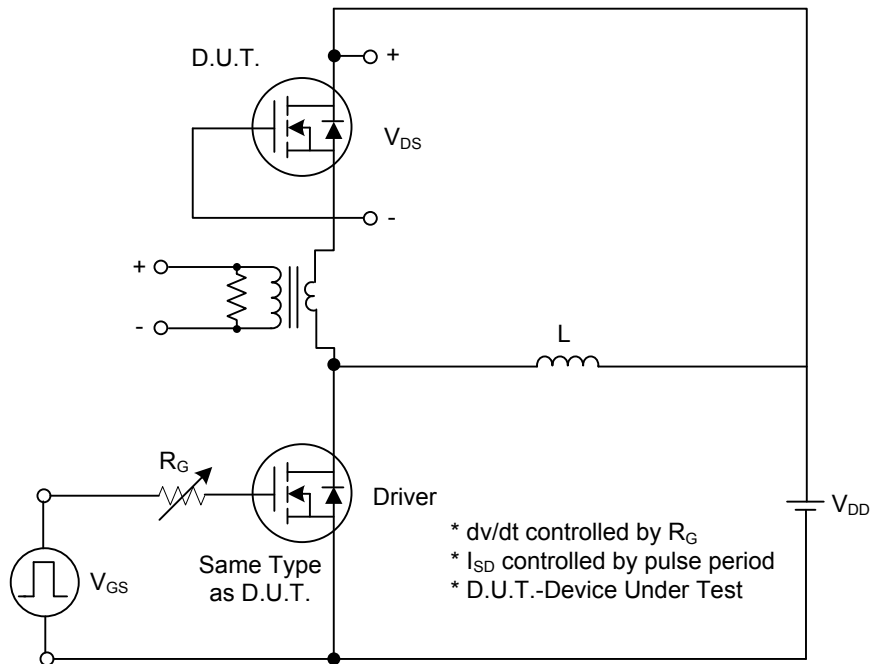 D.U.T.
+
V_DS
-
+
-
L
R_G
Driver
V_DD
* dv/dt controlled by R_G
* I_SD controlled by pulse period
* D.U.T.-Device Under Test
Same Type
as D.U.T.
V_GS